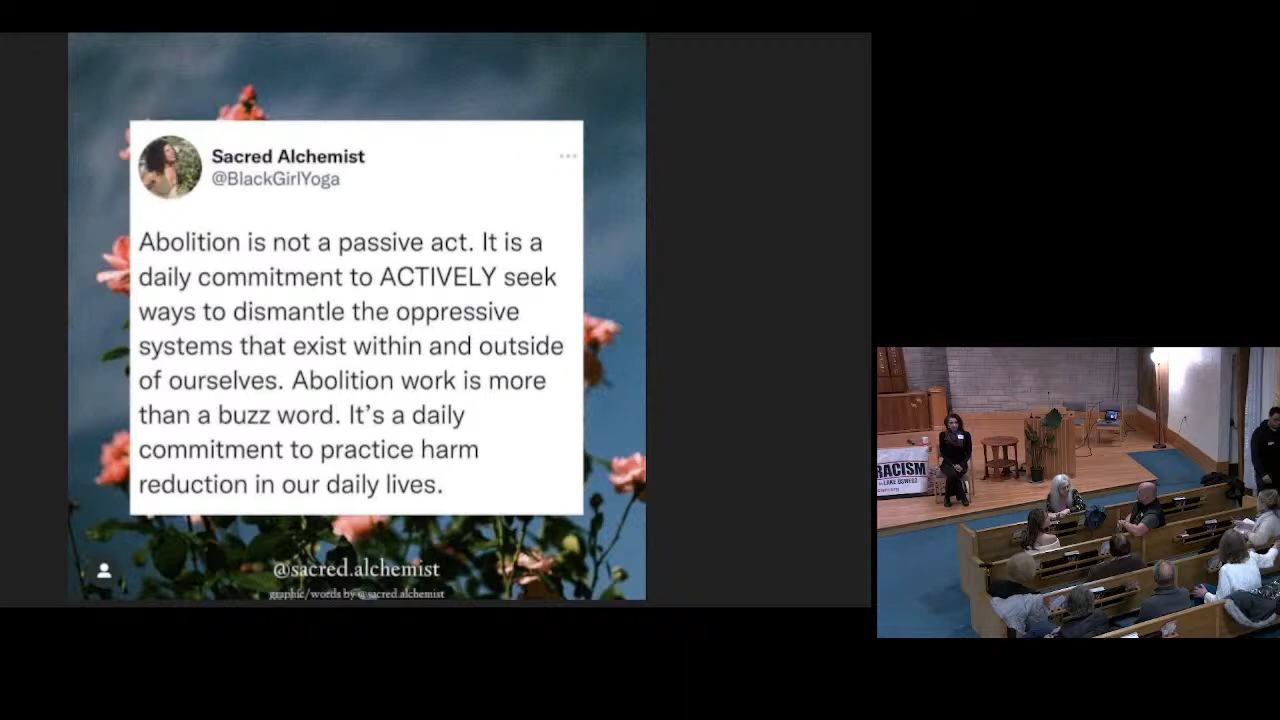 Sacred Alchemist
@BlackGirlYoga
Abolition is not a passive act. It is a
daily commitment to ACTIVELY seek
ways to dismantle the oppressive
systems that exist within and outside
of ourselves. Abolition work is more
than a buzz word. It’s a daily
commitment to practice harm
reduction in our daily lives.
@sacred.alchemist
graphic/words by @sacred.alchemist
RACISM
LAKE OSWEGO